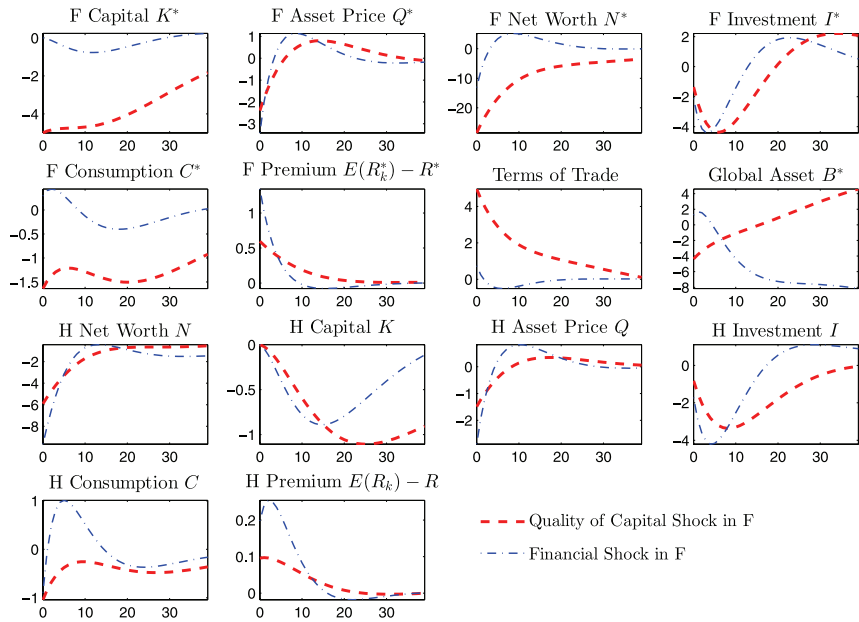 F Capital K*
F Asset Price Q*
F Net Worth N*
F Investment I*
0
−2
−4
0 10 20 30
1
0
−1
−2
−3
0 10 20 30
0
−10
−20
0 10 20 30
2
0
−2
−4
0 10 20 30
F Consumption C*
F Premium E(R*k) − R*
Terms of Trade
Global Asset B*
0
−0.5
−1
−1.5
0 10 20 30
1
0.5
0
0 10 20 30
4
2
0
0 10 20 30
4
2
0
−2
−4
−6
−8
0 10 20 30
H Net Worth N
H Capital K
H Asset Price Q
H Investment I
−2
−4
−6
−8
0 10 20 30
0
−0.5
−1
0 10 20 30
0
−1
−2
0 10 20 30
0
−2
−4
0 10 20 30
H Consumption C
H Premium E(Rk) − R
1
0
−1
0 10 20 30
0.2
0.1
0
0 10 20 30
Quality of Capital Shock in F
Financial Shock in F